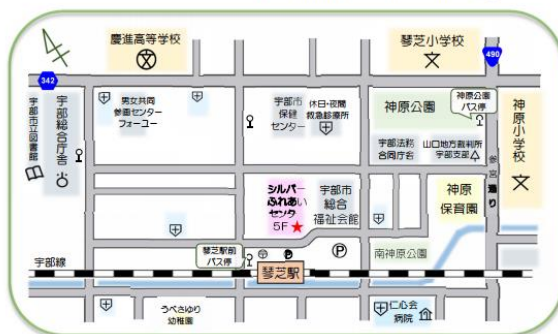 慶進高等学校
琴芝小学校
490
342
宇部市立図書館
宇部総合庁舎
男女共同
参画センター
フォーユー
宇部市
保健
センター
休日・夜間
救急診療所
神原公園
神原公園
バス停
神原小学校
宇部法務
合同庁舎
山口地方裁判所
宇部支部
参宮通り
シルバー
ふれあい
センター
5F
宇部市
総合
福祉会館
神原
保育園
南神原公園
琴芝駅前
バス停
P
宇部線
琴芝駅
うべさゆり
幼稚園
仁心会
病院